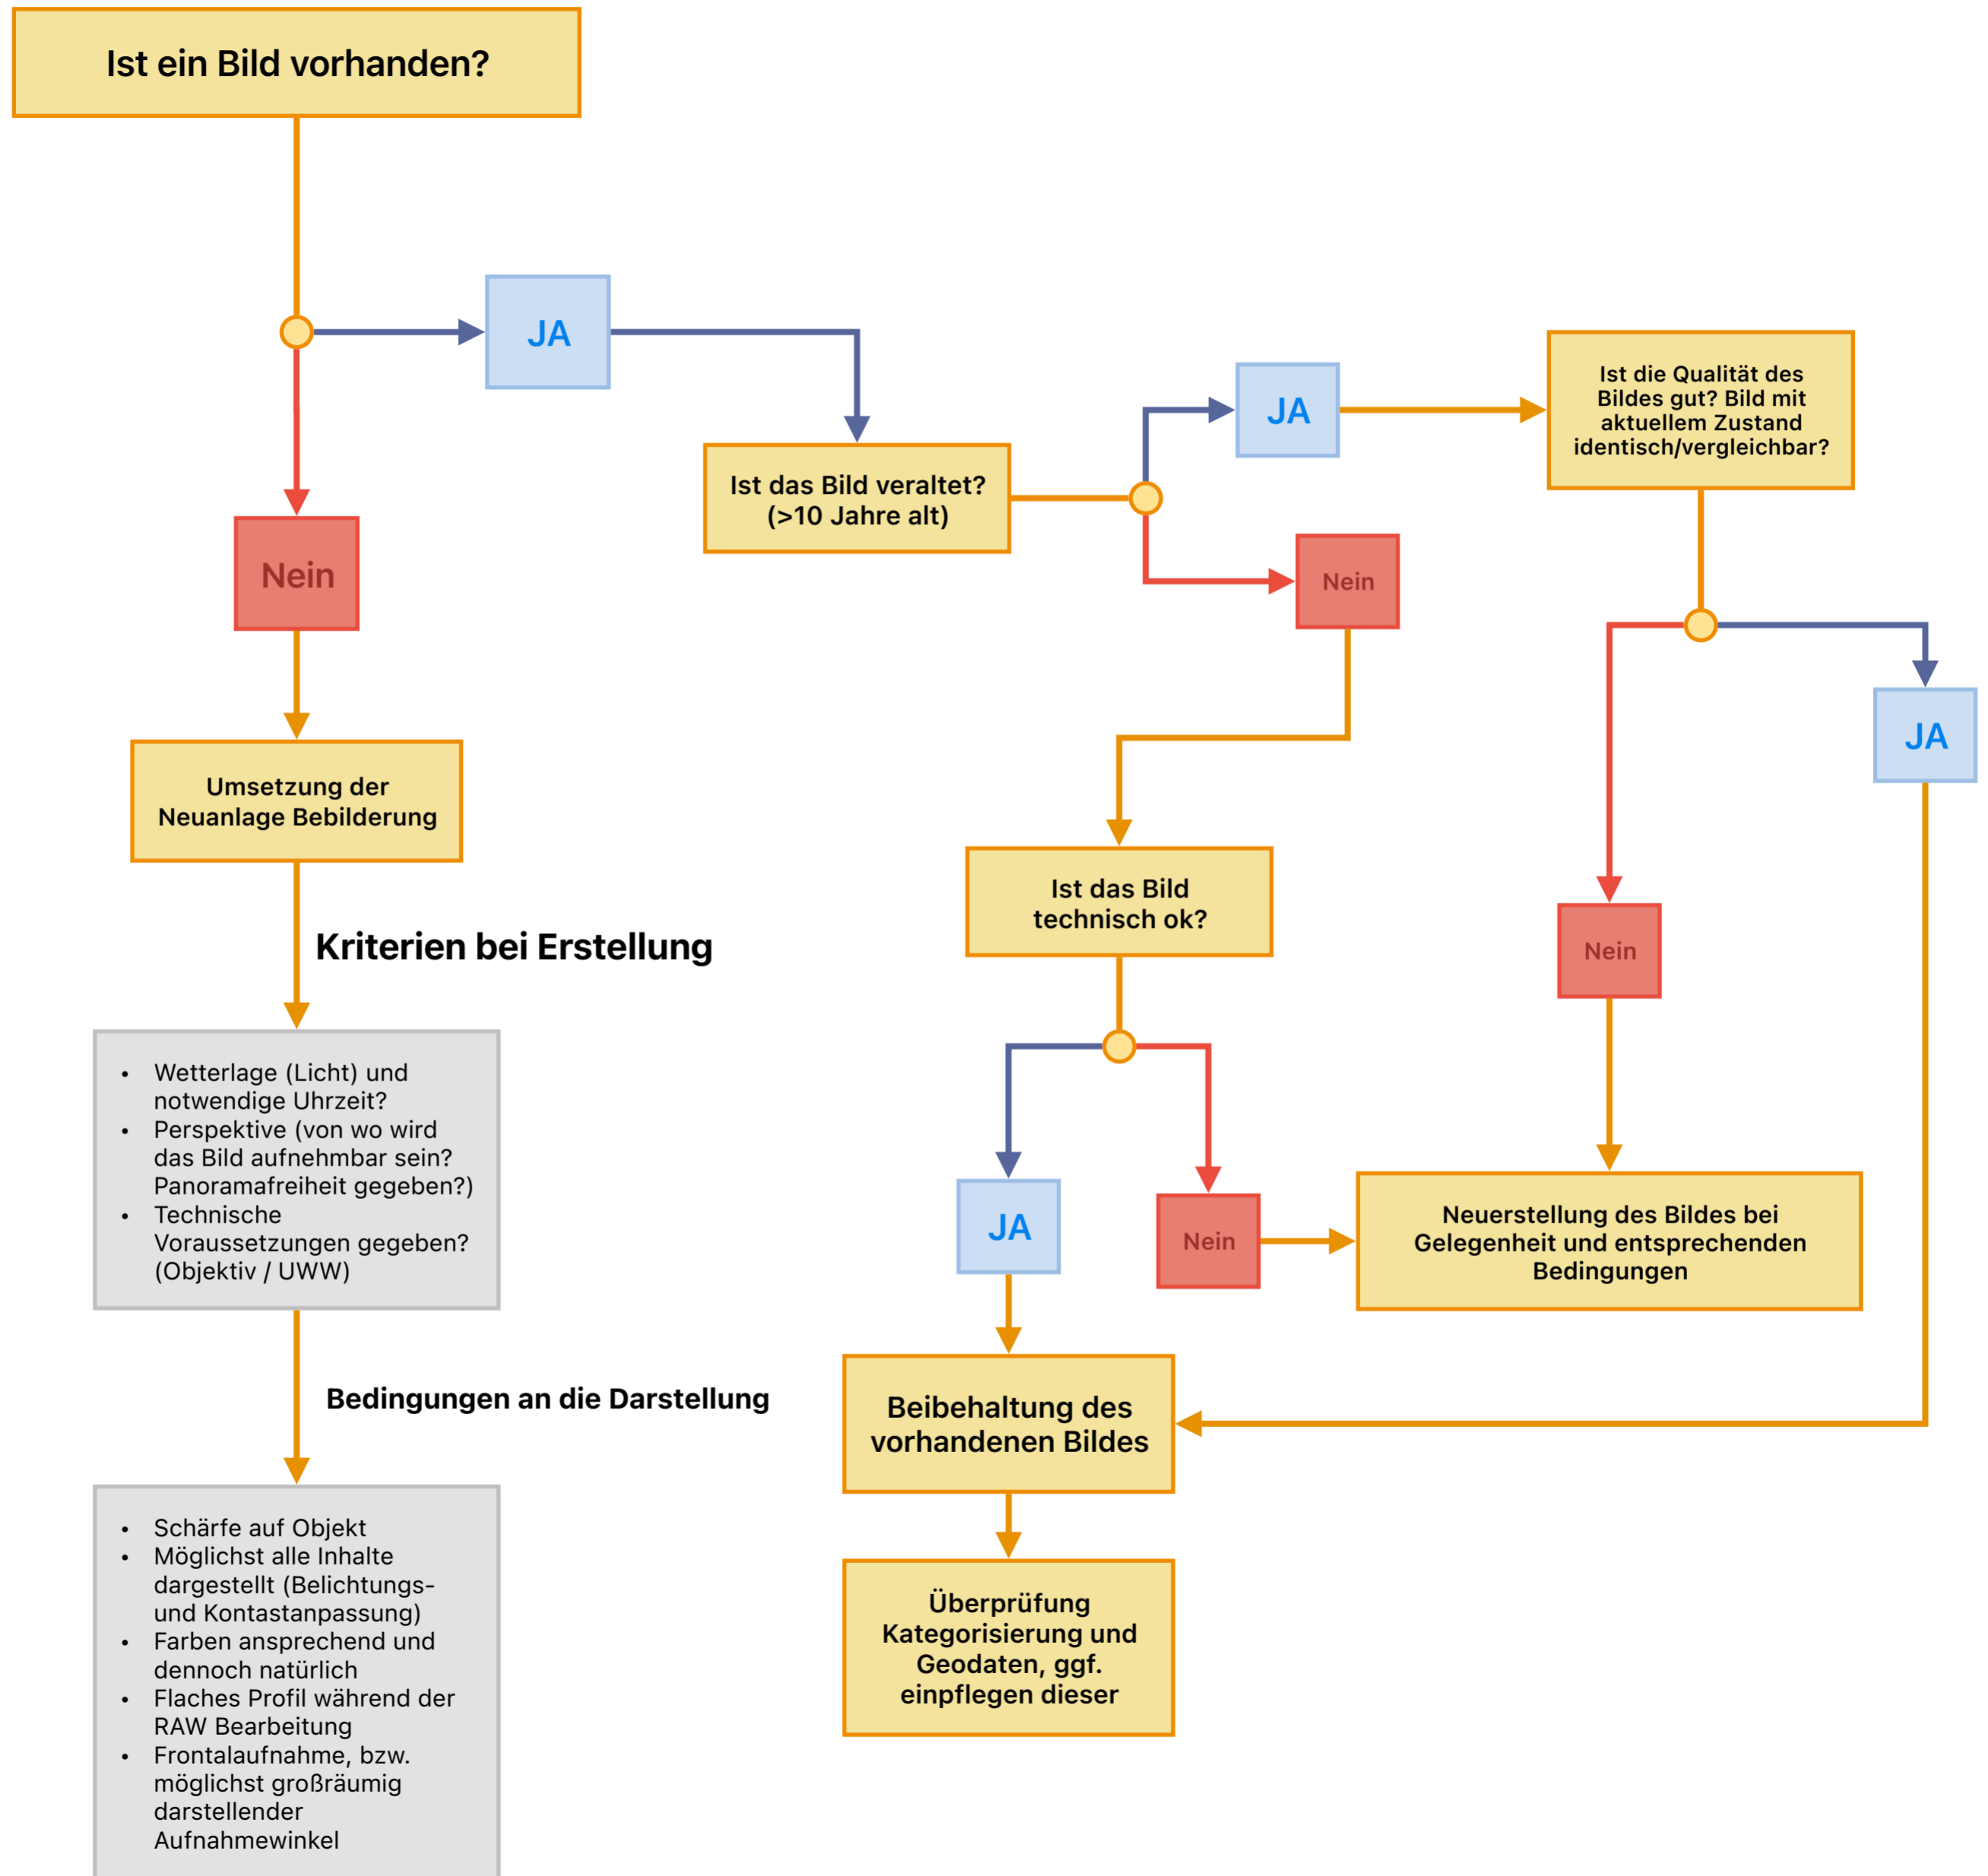 Ist ein Bild vorhanden?
JA
Nein
Umsetzung der
Neuanlage Bebilderung
Kriterien bei Erstellung
• Wetterlage (Licht) und
notwendige Uhrzeit?
• Perspektive (von wo wird
das Bild aufnehmbar sein?
Panoramafreiheit gegeben?)
• Technische
Voraussetzungen gegeben?
(Objektiv / UWW)
Bedingungen an die Darstellung
• Schärfe auf Objekt
• Möglichst alle Inhalte
dargestellt (Belichtungs-
und Kontastanpassung)
• Farben ansprechend und
dennoch natürlich
• Flaches Profil während der
RAW Bearbeitung
• Frontalaufnahme, bzw.
möglichst großräumig
darstellender
Aufnahmewinkel
Ist das Bild veraltet?
(>10 Jahre alt)
JA
Nein
Ist die Qualität des
Bildes gut? Bild mit
aktuellem Zustand
identisch/vergleichbar?
JA
Nein
Ist das Bild
technisch ok?
JA
Nein
Neuerstellung des Bildes bei
Gelegenheit und entsprechenden
Bedingungen
Beibehaltung des
vorhandenen Bildes
Überprüfung
Kategorisierung und
Geodaten, ggf.
einpflegen dieser